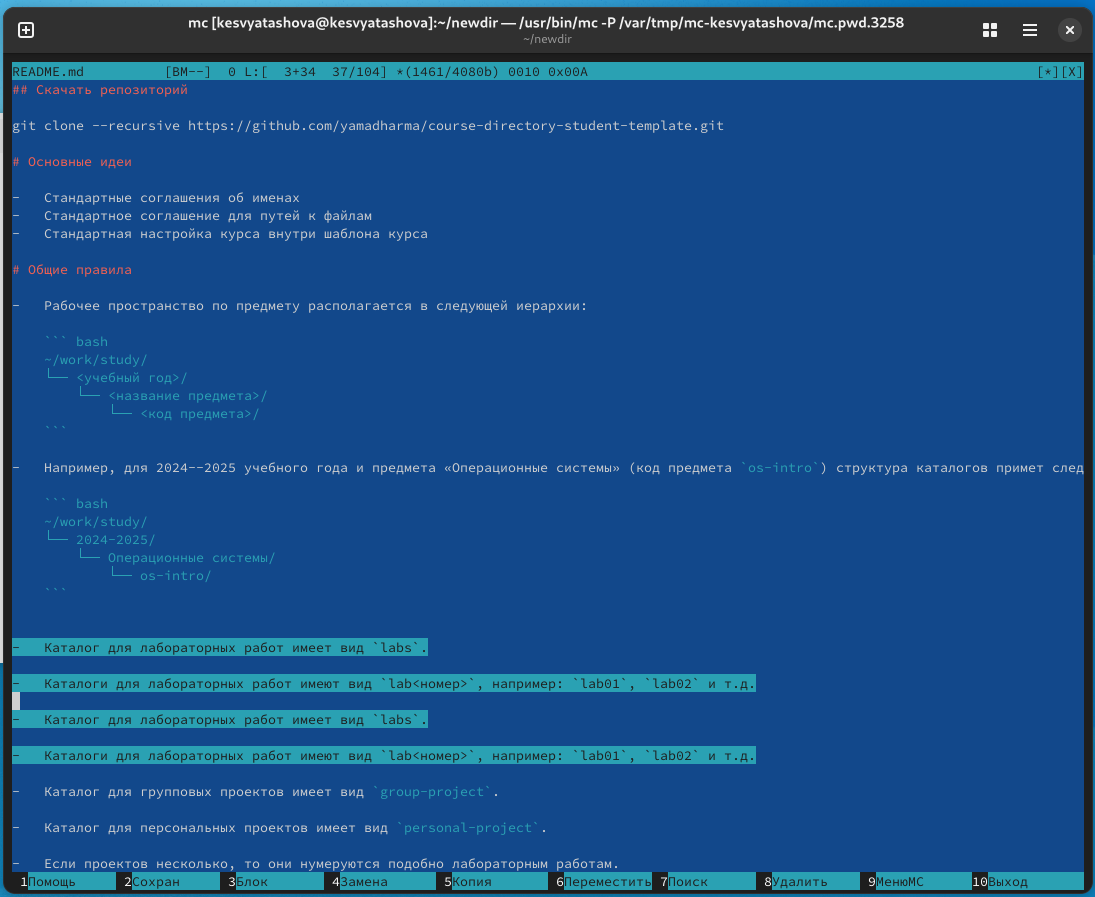 mc [kesvyatashova@kesvyatashova]:~/newdir — /usr/bin/mc -P /var/tmp/mc-kesvyatashova/mc.pwd.3258
~/newdir
README.md [BM--] 0 L:[ 3+34 37/104] *(1461/4080b) 0010 0x00A [*][X]
## Скачать репозиторий
git clone --recursive https://github.com/yamadharma/course-directory-student-template.git
# Основные идеи
-   Стандартные соглашения об именах
-   Стандартное соглашение для путей к файлам
-   Стандартная настройка курса внутри шаблона курса
# Общие правила
-   Рабочее пространство по предмету располагается в следующей иерархии:
    ``` bash
    ~/work/study/
    └── <учебный год>/
        └── <название предмета>/
            └── <код предмета>/
    ```
-   Например, для 2024--2025 учебного года и предмета «Операционные системы» (код предмета `os-intro`) структура каталогов примет след
    ``` bash
    ~/work/study/
    └── 2024-2025/
        └── Операционные системы/
            └── os-intro/
    ```
-   Каталог для лабораторных работ имеет вид `labs`.
-   Каталоги для лабораторных работ имеют вид `lab<номер>`, например: `lab01`, `lab02` и т.д.
-   Каталог для лабораторных работ имеет вид `labs`.
-   Каталоги для лабораторных работ имеют вид `lab<номер>`, например: `lab01`, `lab02` и т.д.
-   Каталог для групповых проектов имеет вид `group-project`.
-   Каталог для персональных проектов имеет вид `personal-project`.
-   Если проектов несколько, то они нумеруются подобно лабораторным работам.
1Помощь 2Сохран 3Блок 4Замена 5Копия 6Переместить 7Поиск 8Удалить 9МенюMC 10Выход